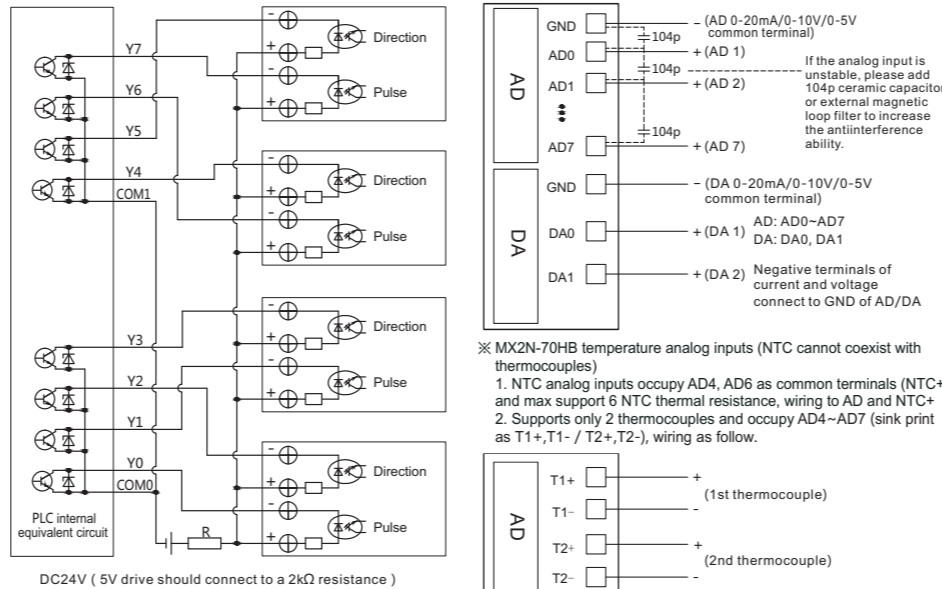 Y7
Y6
Y5
Y4
COM1
Y3
Y2
Y1
Y0
COM0
PLC internal
equivalent circuit
-
+
Direction
-
+
Pulse
-
+
Direction
-
+
Pulse
-
+
Direction
-
+
Pulse
-
+
Direction
-
+
Pulse
R
DC24V ( 5V drive should connect to a 2kΩ resistance )
AD
GND
AD0
AD1
AD7
104p
104p
104p
- (AD 0-20mA/0-10V/0-5V
common terminal)
+ (AD 1)
+ (AD 2)
+ (AD 7)
If the analog input is
unstable, please add
104p ceramic capacitor
or external magnetic
loop filter to increase
the antiinterference
ability.
DA
GND
DA0
DA1
- (DA 0-20mA/0-10V/0-5V
common terminal)
+ (DA 1)
+ (DA 2)
AD: AD0~AD7
DA: DA0, DA1
Negative terminals of
current and voltage
connect to GND of AD/DA
※ MX2N-70HB temperature analog inputs (NTC cannot coexist with
thermocouples)
1. NTC analog inputs occupy AD4, AD6 as common terminals (NTC+
and max support 6 NTC thermal resistance, wiring to AD and NTC+
2. Supports only 2 thermocouples and occupy AD4~AD7 (sink print
as T1+,T1- / T2+,T2-), wiring as follow.
AD
T1+
T1-
T2+
T2-
+
(1st thermocouple)
-
+
(2nd thermocouple)
-